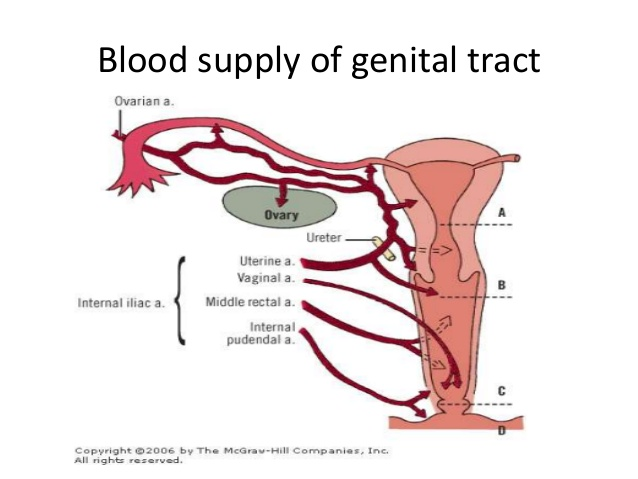 Blood supply of genital tract
Ovarian a.
Ovary
A
Ureter
Uterine a.
Vaginal a.
B
Internal iliac a.
Middle rectal a.
Internal
pudendal a.
C
D
Copyright ©2006 by The McGraw-Hill Companies, Inc.
All rights reserved.